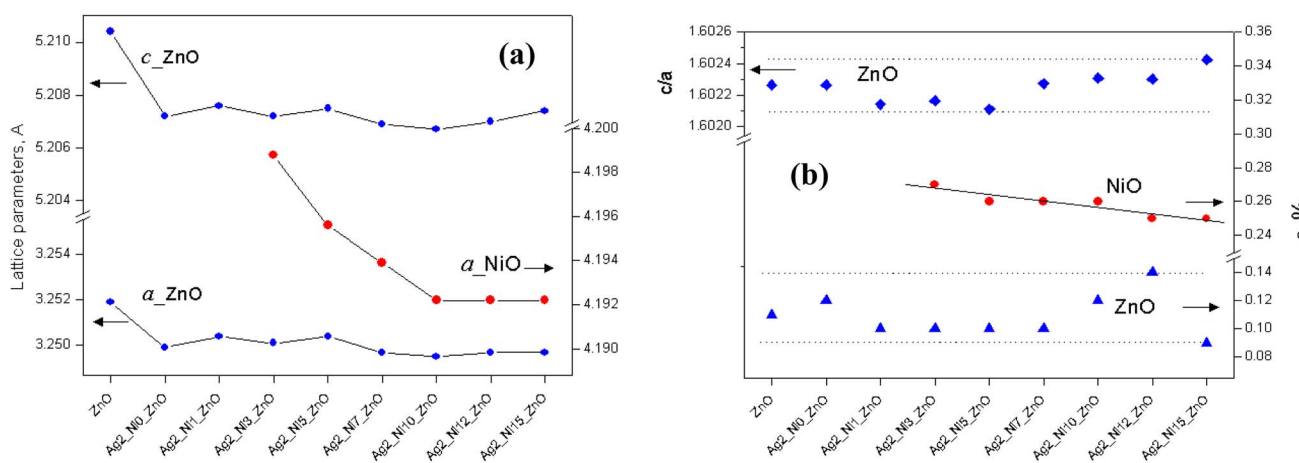 (a)
Lattice parameters, A
5.210
5.208
5.206
5.204
3.254
3.252
3.250
c_ZnO
a_ZnO
a_NiO
4.200
4.198
4.196
4.194
4.192
4.190
ZnO
Ag2_Ni0_ZnO
Ag2_Ni1_ZnO
Ag2_Ni3_ZnO
Ag2_Ni5_ZnO
Ag2_Ni7_ZnO
Ag2_Ni10_ZnO
Ag2_Ni12_ZnO
Ag2_Ni15_ZnO
(b)
c/a
1.6026
1.6024
1.6022
1.6020
ZnO
NiO
ZnO
0.36
0.34
0.32
0.30
0.28
0.26
0.24
0.14
0.12
0.10
0.08
%
ZnO
Ag2_Ni0_ZnO
Ag2_Ni1_ZnO
Ag2_Ni3_ZnO
Ag2_Ni5_ZnO
Ag2_Ni7_ZnO
Ag2_Ni10_ZnO
Ag2_Ni12_ZnO
Ag2_Ni15_ZnO